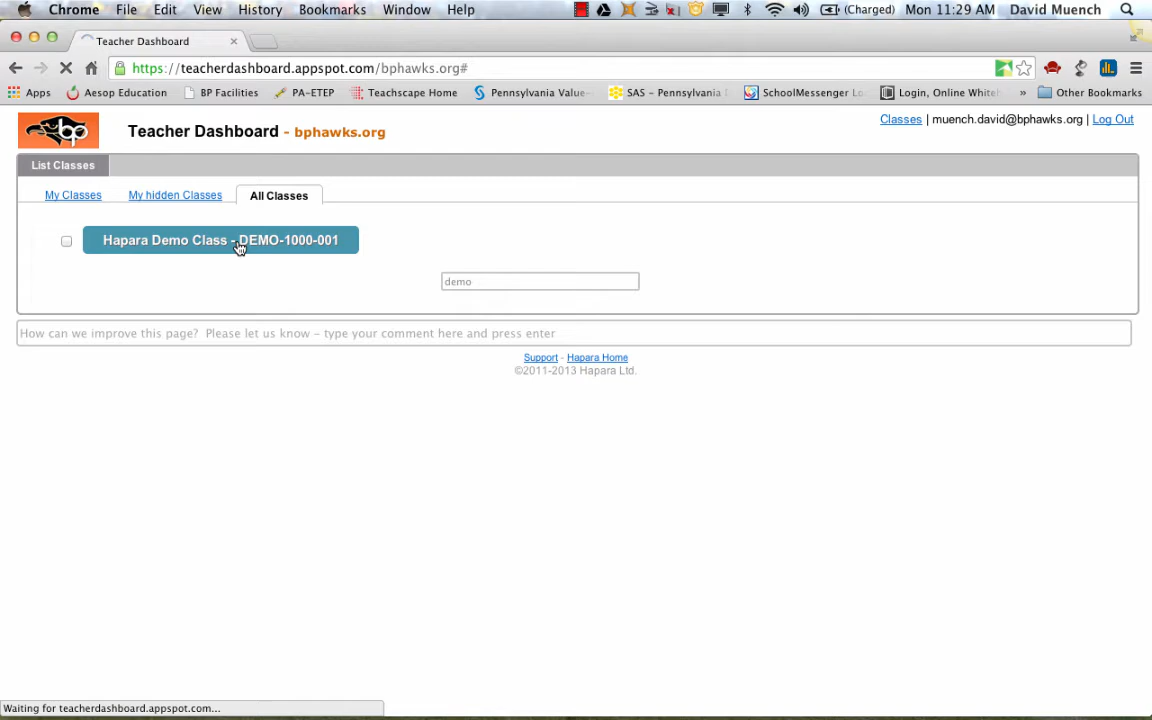 Chrome File Edit View History Bookmarks Window Help (Charged) Mon 11:29 AM David Muench
Teacher Dashboard
https://teacherdashboard.appspot.com/bphawks.org#
Apps Aesop Education BP Facilities PA-ETEP Teachscape Home Pennsylvania Value- SAS – Pennsylvania SchoolMessenger Lo Login, Online White » Other Bookmarks
bp Teacher Dashboard - bphawks.org Classes | muench.david@bphawks.org | Log Out
List Classes
My Classes My hidden Classes All Classes
Hapara Demo Class - DEMO-1000-001
demo
How can we improve this page? Please let us know – type your comment here and press enter
Support - Hapara Home
©2011-2013 Hapara Ltd.
Waiting for teacherdashboard.appspot.com...